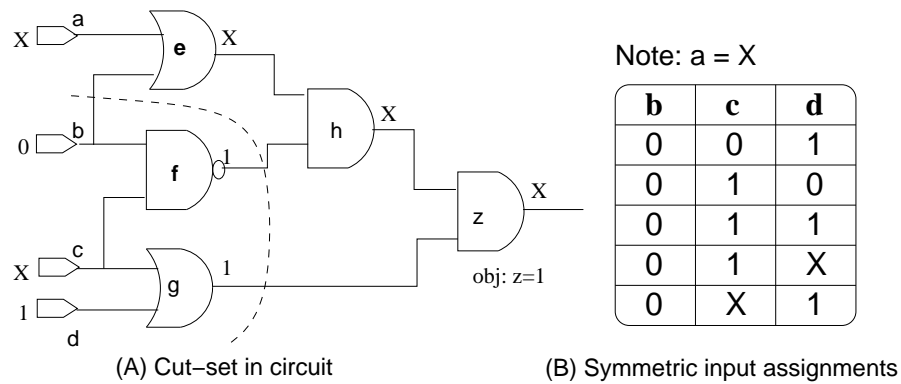 a
X
e
X
b
0
f
1
h
X
c
X
g
1
d
1
z
X
obj: z=1
(A) Cut−set in circuit
Note: a = X
b c d
0 0 1
0 1 0
0 1 1
0 1 X
0 X 1
(B) Symmetric input assignments